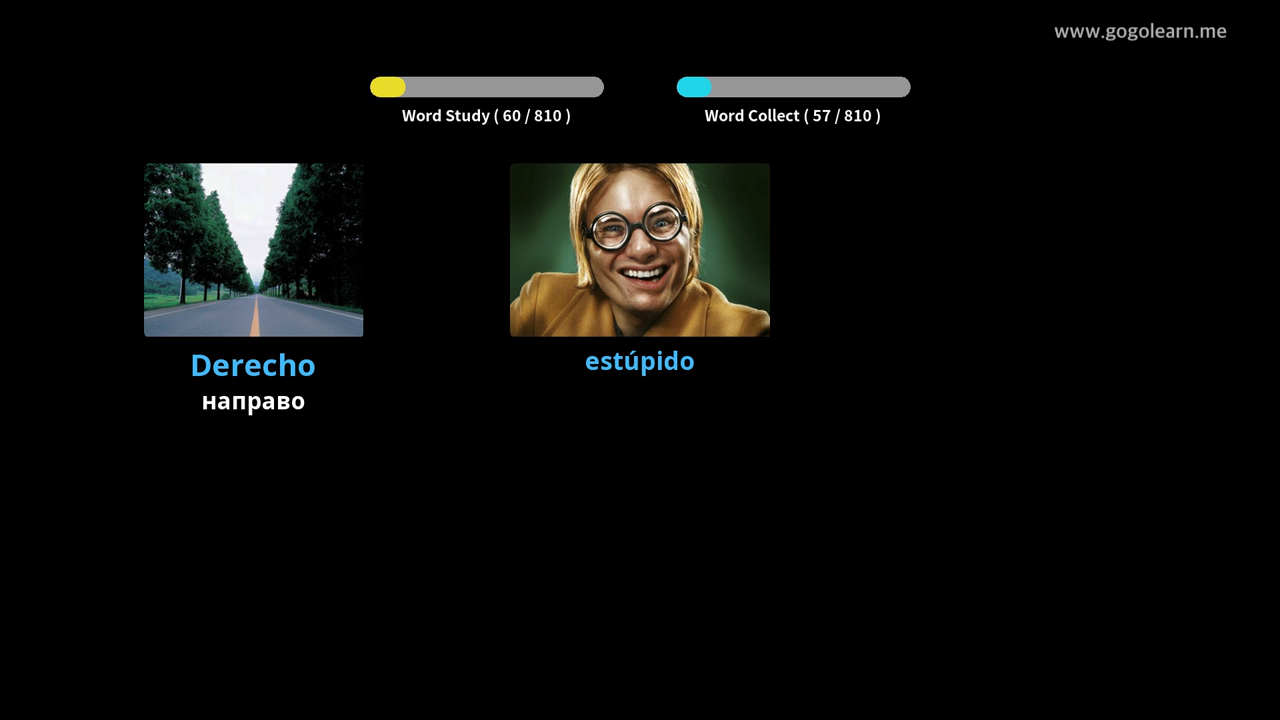 www.gogolearn.me
Word Study ( 60 / 810 )
Word Collect ( 57 / 810 )
Derecho
направо
estúpido